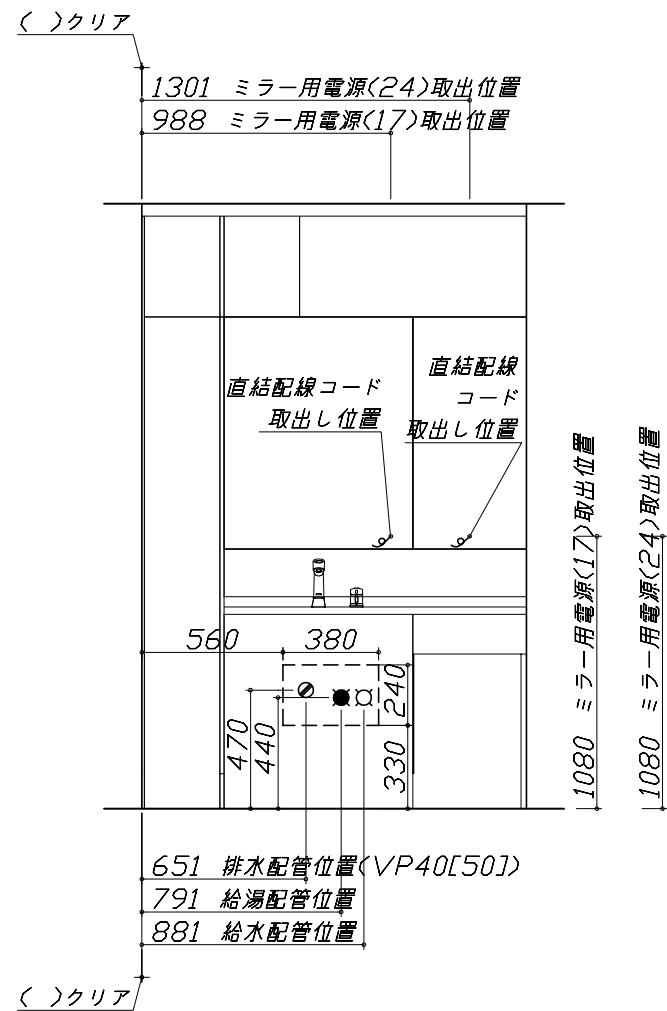 ( )クリア
1301 ミラー用電源(24)取出位置
988 ミラー用電源(17)取出位置
直結配線
コード
取出し位置
直結配線コード
取出し位置
1080 ミラー用電源(17)取出位置
1080 ミラー用電源(24)取出位置
560
380
240
330
470
440
651 排水配管位置(VP40[50])
791 給湯配管位置
881 給水配管位置
( )クリア